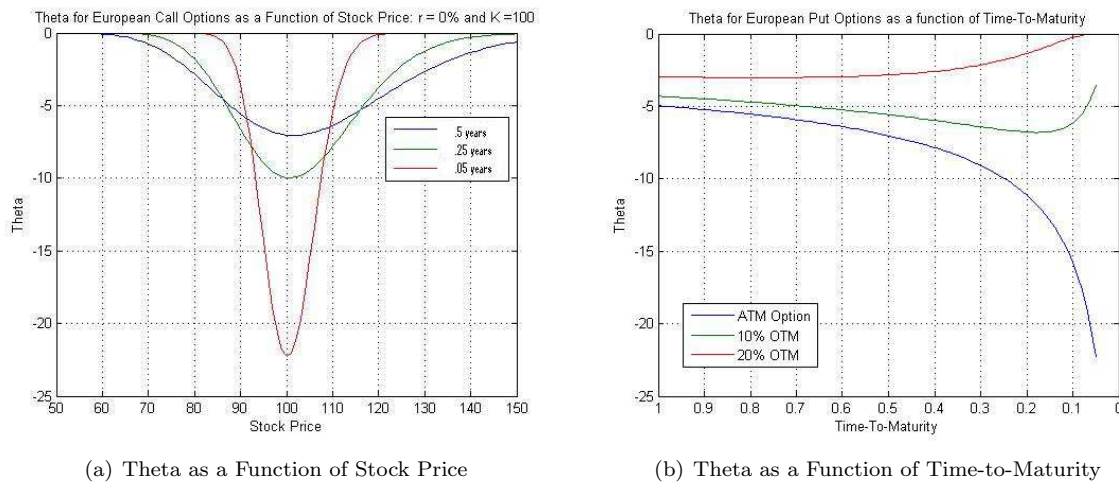 Theta for European Call Options as a Function of Stock Price: r = 0% and K =100
0
-5
-10
-15
-20
-25
Theta
50 60 70 80 90 100 110 120 130 140 150
Stock Price
.5 years
.25 years
.05 years
(a) Theta as a Function of Stock Price
Theta for European Put Options as a function of Time-To-Maturity
0
-5
-10
-15
-20
-25
Theta
1 0.9 0.8 0.7 0.6 0.5 0.4 0.3 0.2 0.1 0
Time-To-Maturity
ATM Option
10% OTM
20% OTM
(b) Theta as a Function of Time-to-Maturity